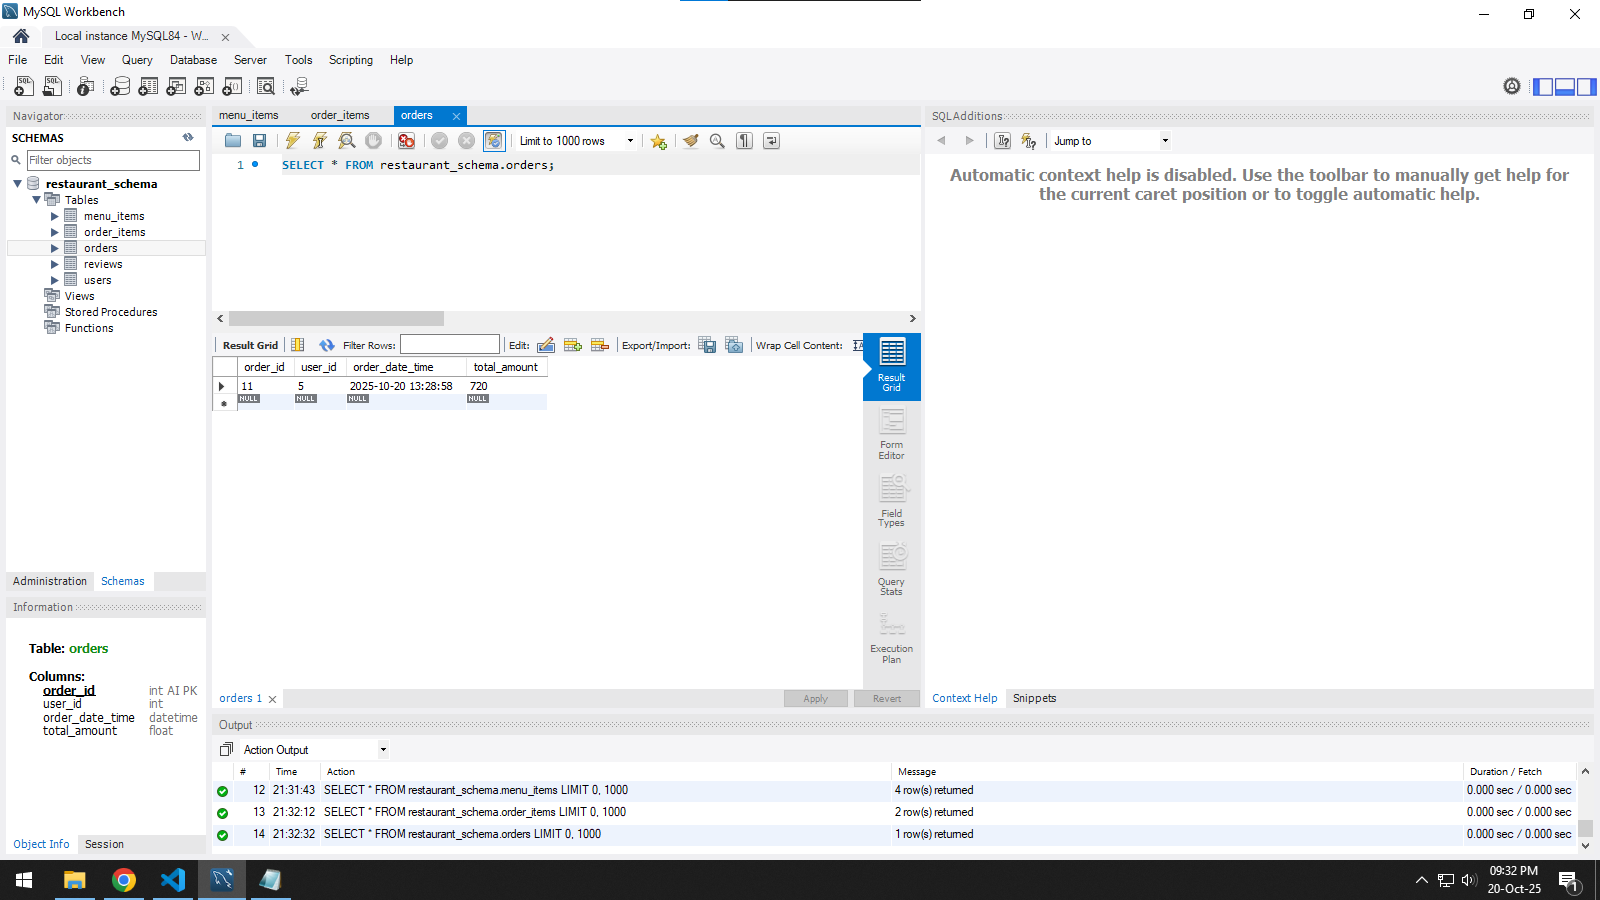 MySQL Workbench
Local instance MySQL84 - W...
File Edit View Query Database Server Tools Scripting Help
Navigator
SCHEMAS
Filter objects
restaurant_schema
Tables
menu_items
order_items
orders
reviews
users
Views
Stored Procedures
Functions
Administration Schemas
Information
Table: orders
Columns:
order_id int AI PK
user_id int
order_date_time datetime
total_amount float
Object Info Session
menu_items order_items orders
Limit to 1000 rows
1 SELECT * FROM restaurant_schema.orders;
Result Grid Filter Rows: Edit: Export/Import: Wrap Cell Content:
order_id user_id order_date_time total_amount
11 5 2025-10-20 13:28:58 720
NULL NULL NULL NULL
Result
Grid
Form
Editor
Field
Types
Query
Stats
Execution
Plan
orders 1 Apply Revert
SQLAdditions
Jump to
Automatic context help is disabled. Use the toolbar to manually get help for
the current caret position or to toggle automatic help.
Context Help Snippets
Output
Action Output
# Time Action Message Duration / Fetch
12 21:31:43 SELECT * FROM restaurant_schema.menu_items LIMIT 0, 1000 4 row(s) returned 0.000 sec / 0.000 sec
13 21:32:12 SELECT * FROM restaurant_schema.order_items LIMIT 0, 1000 2 row(s) returned 0.000 sec / 0.000 sec
14 21:32:32 SELECT * FROM restaurant_schema.orders LIMIT 0, 1000 1 row(s) returned 0.000 sec / 0.000 sec
09:32 PM
20-Oct-25
1